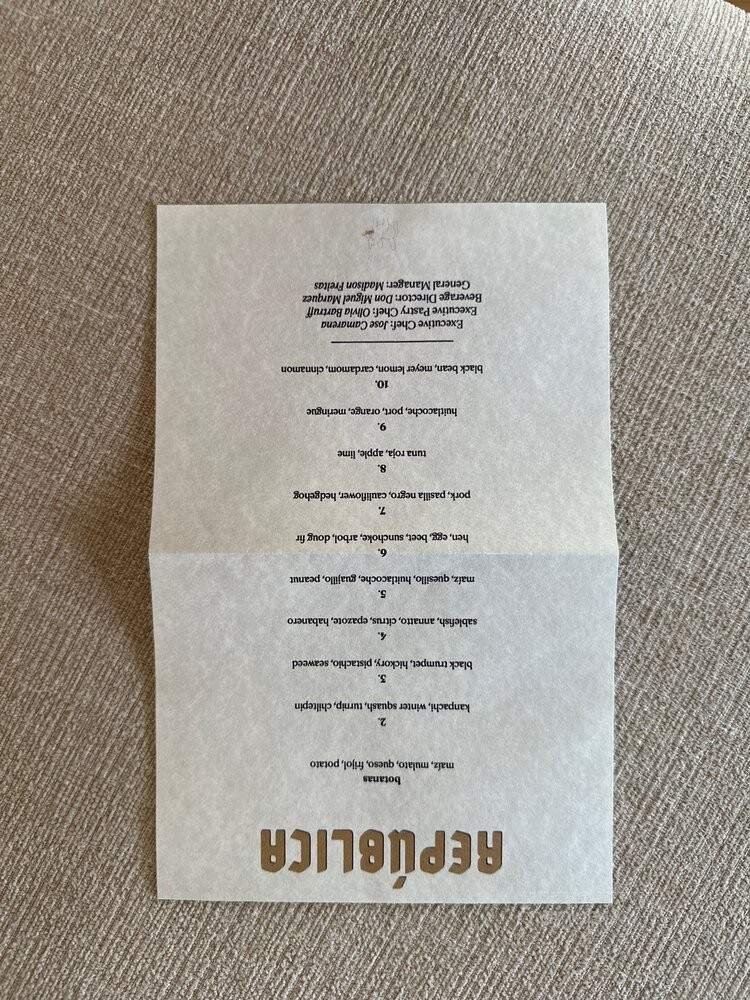 REPÚBLICA
botanas
maíz, mulato, queso, frijol, potato
2.
kanpachi, winter squash, turnip, chiltepin
3.
black trumpet, hickory, pistachio, seaweed
4.
sablefish, annatto, citrus, epazote, habanero
5.
maíz, quesillo, huitlacoche, guajillo, peanut
6.
hen, egg, beet, sunchoke, arbol, doug fir
7.
pork, pasilla negro, cauliflower, hedgehog
8.
tuna roja, apple, lime
9.
huitlacoche, port, orange, meringue
10.
black bean, meyer lemon, cardamom, cinnamon
Executive Chef: Jose Camarena
Executive Pastry Chef: Olivia Bartruff
Beverage Director: Don Miguel Marquez
General Manager: Madison Freitas